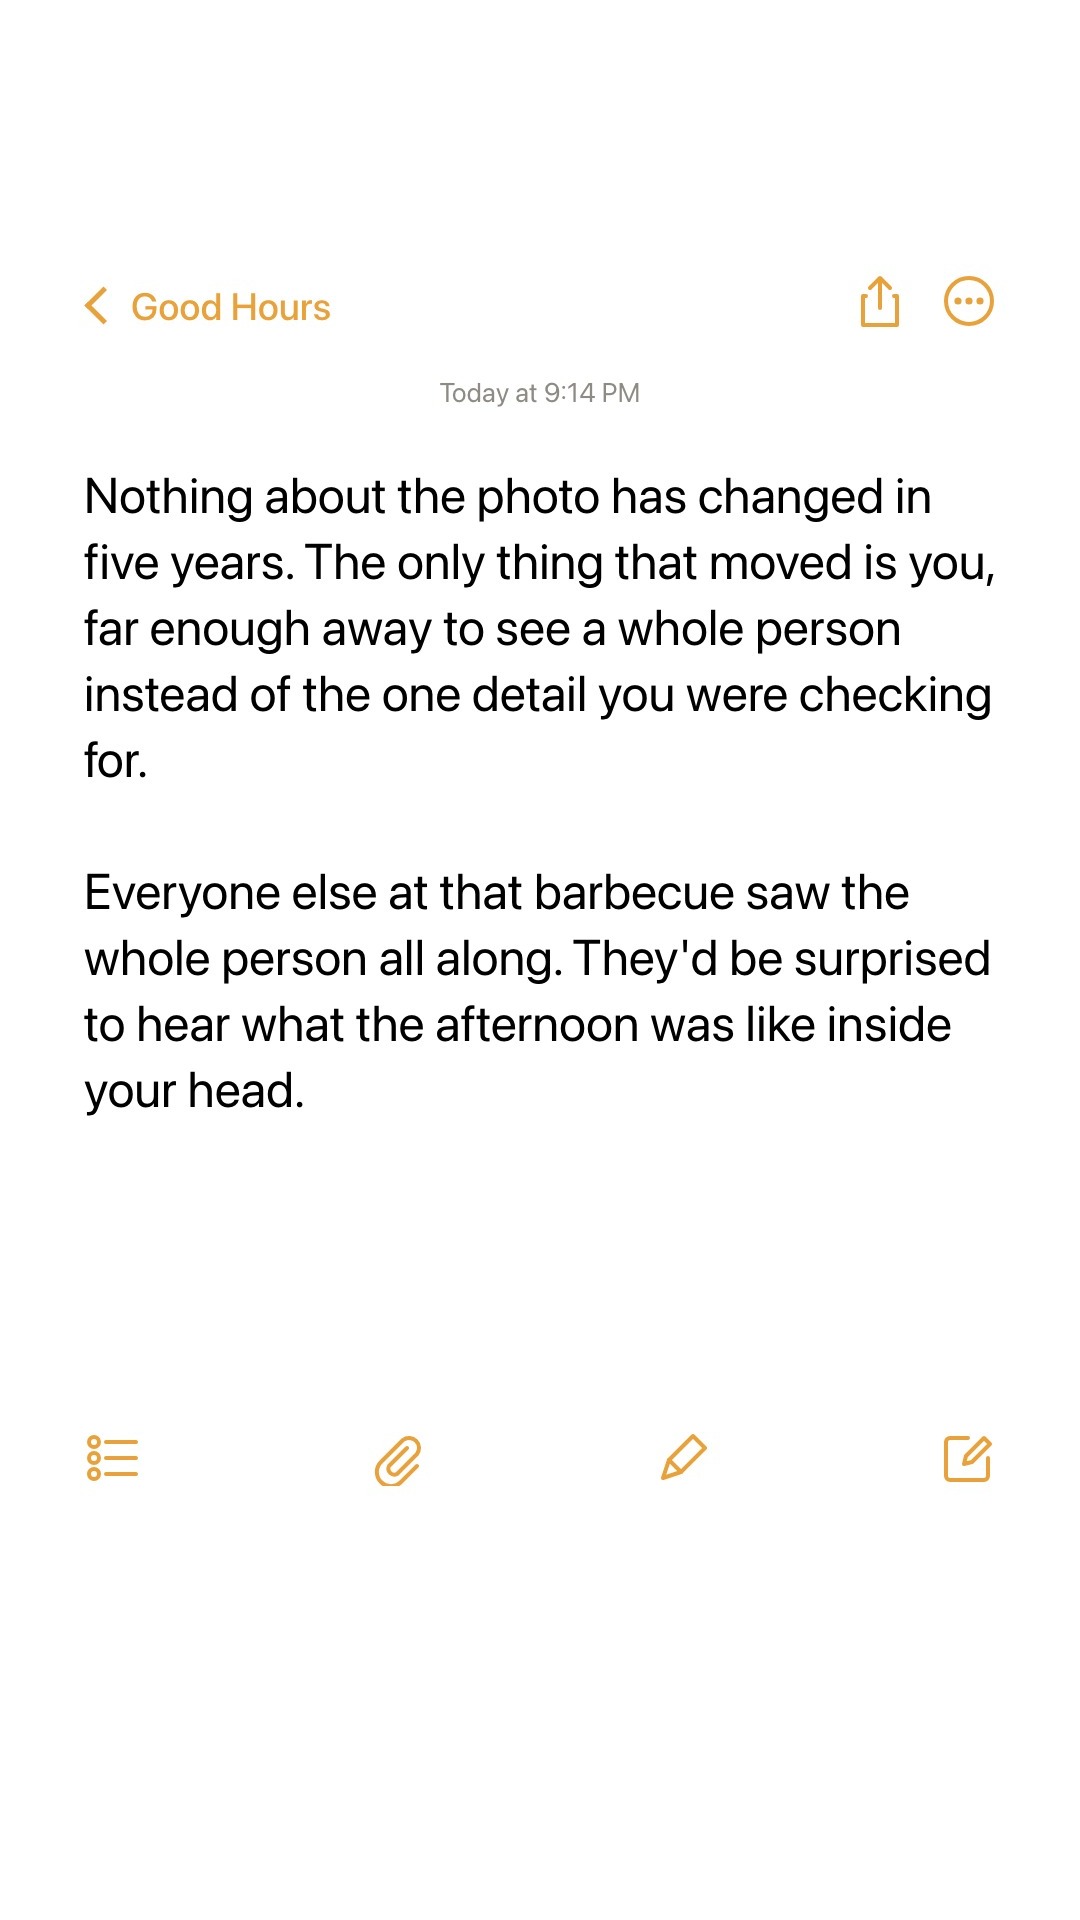 Good Hours
Today at 9:14 PM
Nothing about the photo has changed in
five years. The only thing that moved is you,
far enough away to see a whole person
instead of the one detail you were checking
for.
Everyone else at that barbecue saw the
whole person all along. They'd be surprised
to hear what the afternoon was like inside
your head.